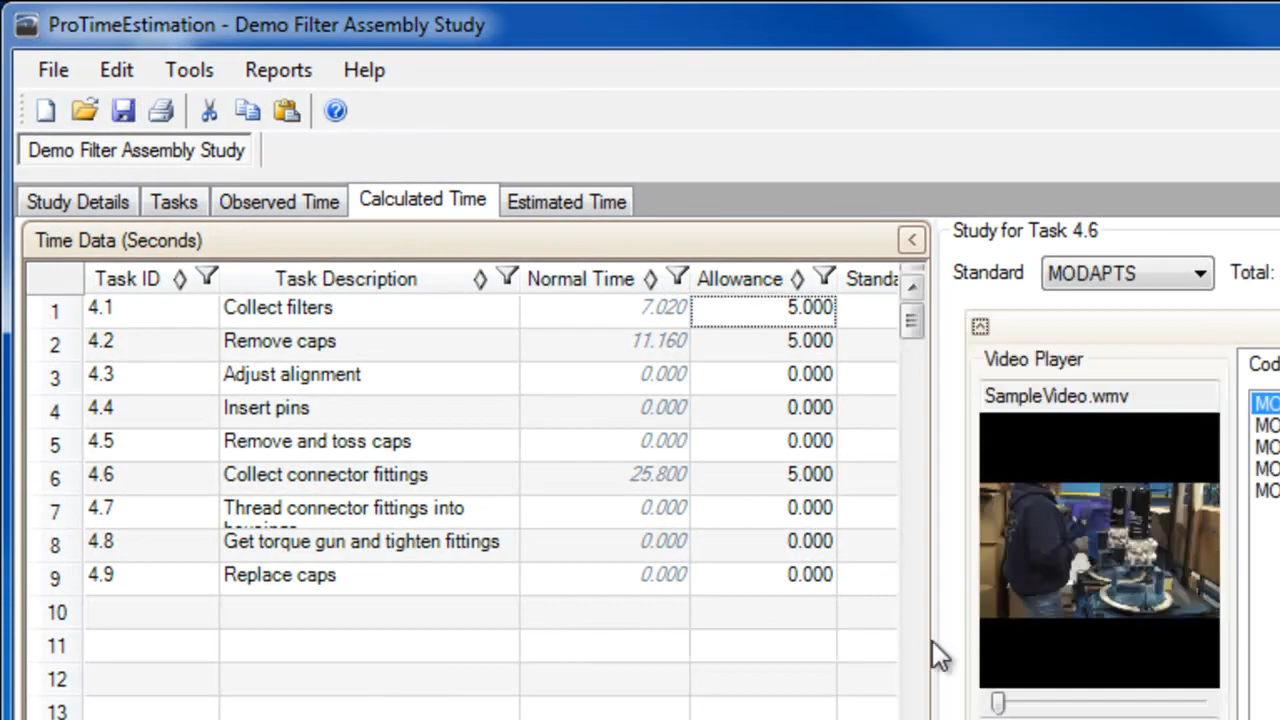 ProTimeEstimation - Demo Filter Assembly Study
File Edit Tools Reports Help
Demo Filter Assembly Study
Study Details Tasks Observed Time Calculated Time Estimated Time
Time Data (Seconds)
Task ID Task Description Normal Time Allowance Standa
1 4.1 Collect filters 7.020 5.000
2 4.2 Remove caps 11.160 5.000
3 4.3 Adjust alignment 0.000 0.000
4 4.4 Insert pins 0.000 0.000
5 4.5 Remove and toss caps 0.000 0.000
6 4.6 Collect connector fittings 25.800 5.000
7 4.7 Thread connector fittings into 0.000 0.000
housings
8 4.8 Get torque gun and tighten fittings 0.000 0.000
9 4.9 Replace caps 0.000 0.000
10
11
12
13
Study for Task 4.6
Standard MODAPTS Total:
Video Player
SampleVideo.wmv
Cod
MO
MO
MO
MO
MO